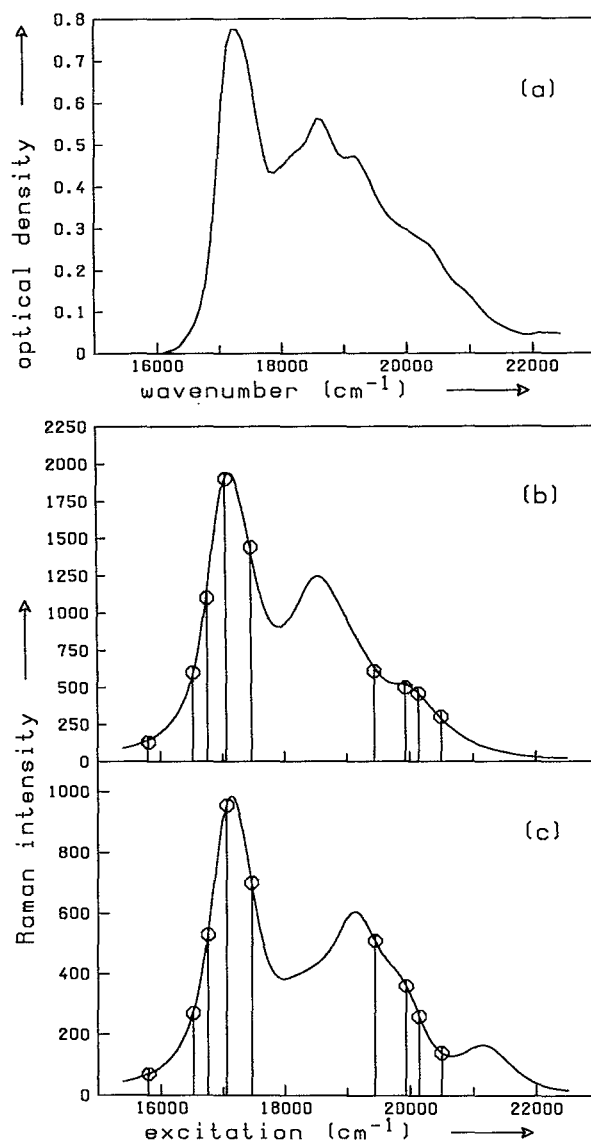 0.8
0.7
0.6
0.5
0.4
0.3
0.2
0.1
0
optical density
(a)
16000 18000 20000 22000
wavenumber (cm⁻¹)
2250
2000
1750
1500
1250
1000
750
500
250
0
(b)
Raman intensity
1000
800
600
400
200
0
(c)
16000 18000 20000 22000
excitation (cm⁻¹)